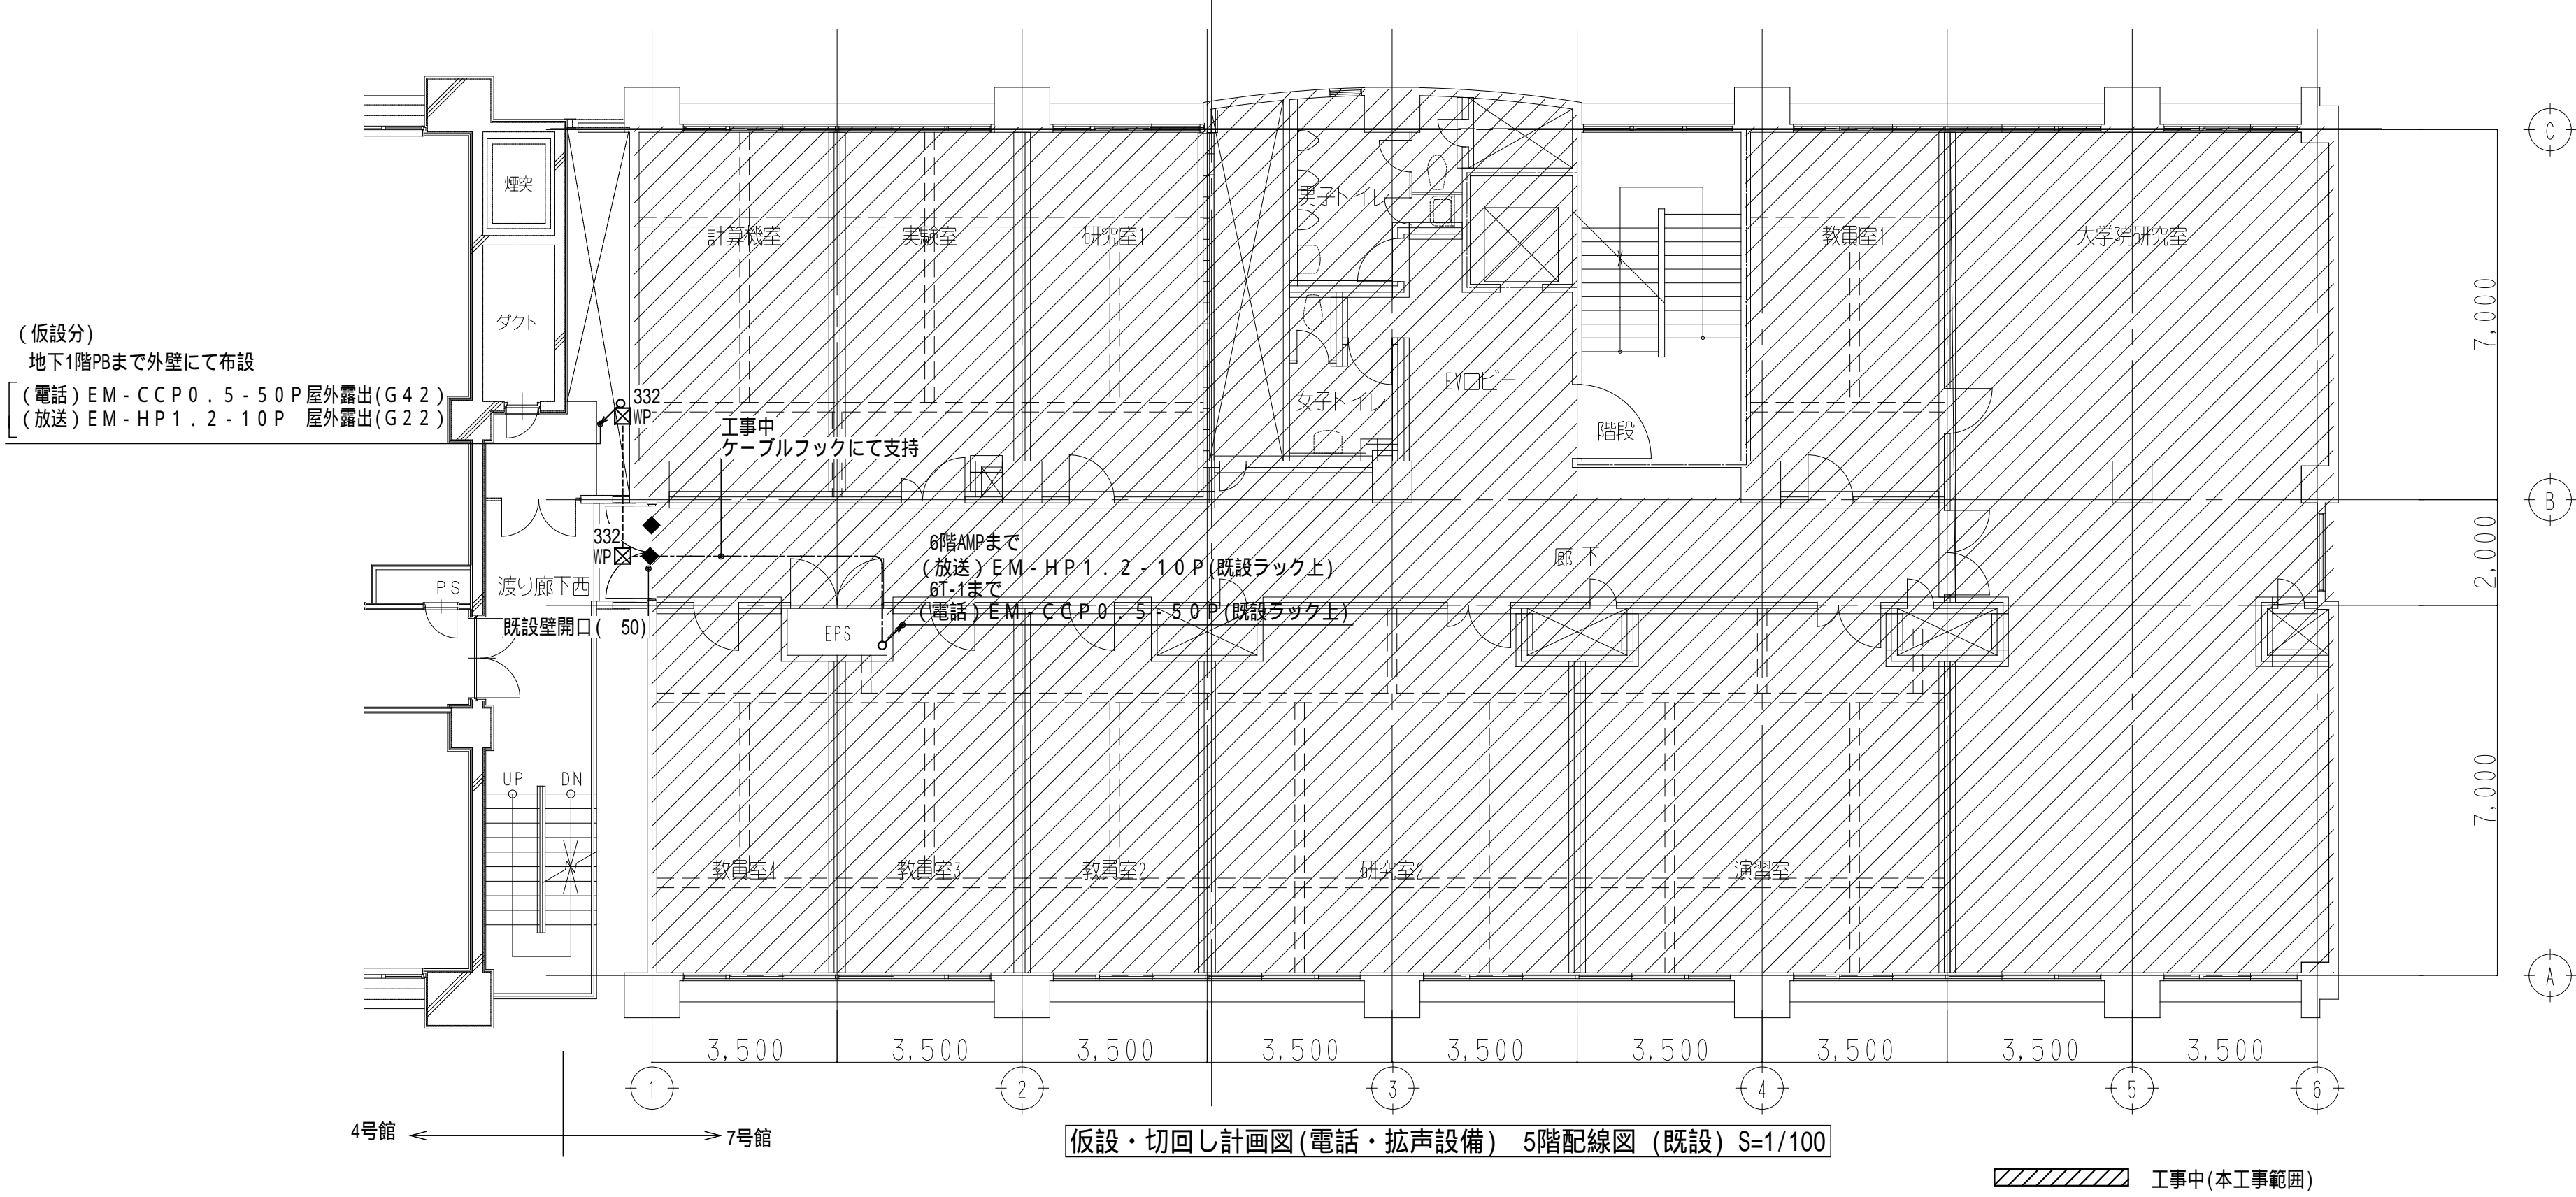 煙突
ダクト
計算機室
実験室
研究室1
男子トイレ
女子トイレ
EVロビー
階段
教員室1
大学院研究室
C
7,000
B
2,000
7,000
A
(仮設分)
地下1階PBまで外壁にて布設
(電話)EM-CCP0.5-50P屋外露出(G42)
(放送)EM-HP1.2-10P 屋外露出(G22)
332
WP
工事中
ケーブルフックにて支持
332
WP
6階AMPまで
(放送)EM-HP1.2-10P(既設ラック上)
6T-1まで
(電話)EM-CCP0.5-50P(既設ラック上)
廊下
PS
渡り廊下西
既設壁開口( 50)
EPS
UP
DN
教員室4
教員室3
教員室2
研究室2
演習室
3,500
3,500
3,500
3,500
3,500
3,500
3,500
3,500
3,500
1
2
3
4
5
6
4号館
7号館
仮設・切回し計画図(電話・拡声設備) 5階配線図 (既設) S=1/100
工事中(本工事範囲)